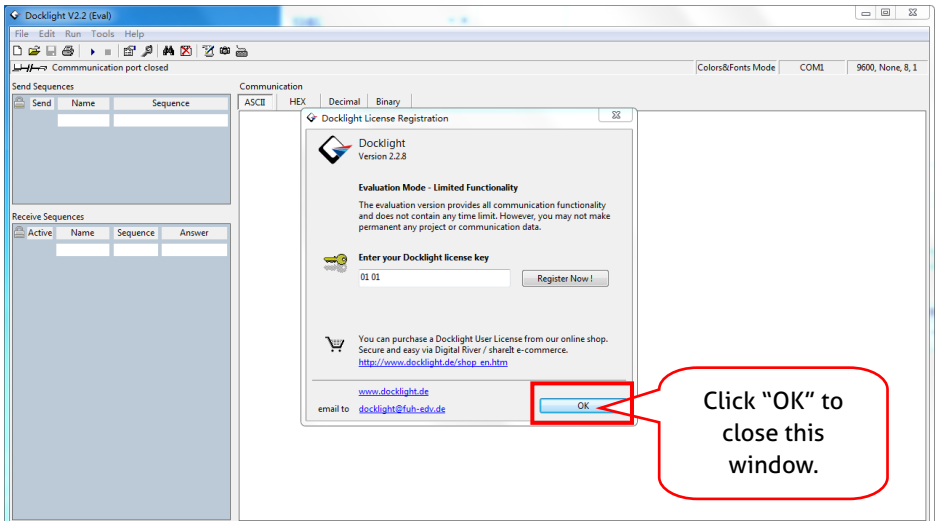 Docklight V2.2 (Eval)
File Edit Run Tools Help
Commmunication port closed
Colors&Fonts Mode COM1 9600, None, 8, 1
Send Sequences
Send Name Sequence
Communication
ASCII HEX Decimal Binary
Docklight License Registration
Docklight
Version 2.2.8
Evaluation Mode - Limited Functionality
The evaluation version provides all communication functionality
and does not contain any time limit. However, you may not make
permanent any project or communication data.
Receive Sequences
Active Name Sequence Answer
Enter your Docklight license key
01 01
Register Now !
You can purchase a Docklight User License from our online shop.
Secure and easy via Digital River / shareIt e-commerce.
http://www.docklight.de/shop_en.htm
www.docklight.de
email to docklight@fuh-edv.de
OK
Click “OK” to
close this
window.